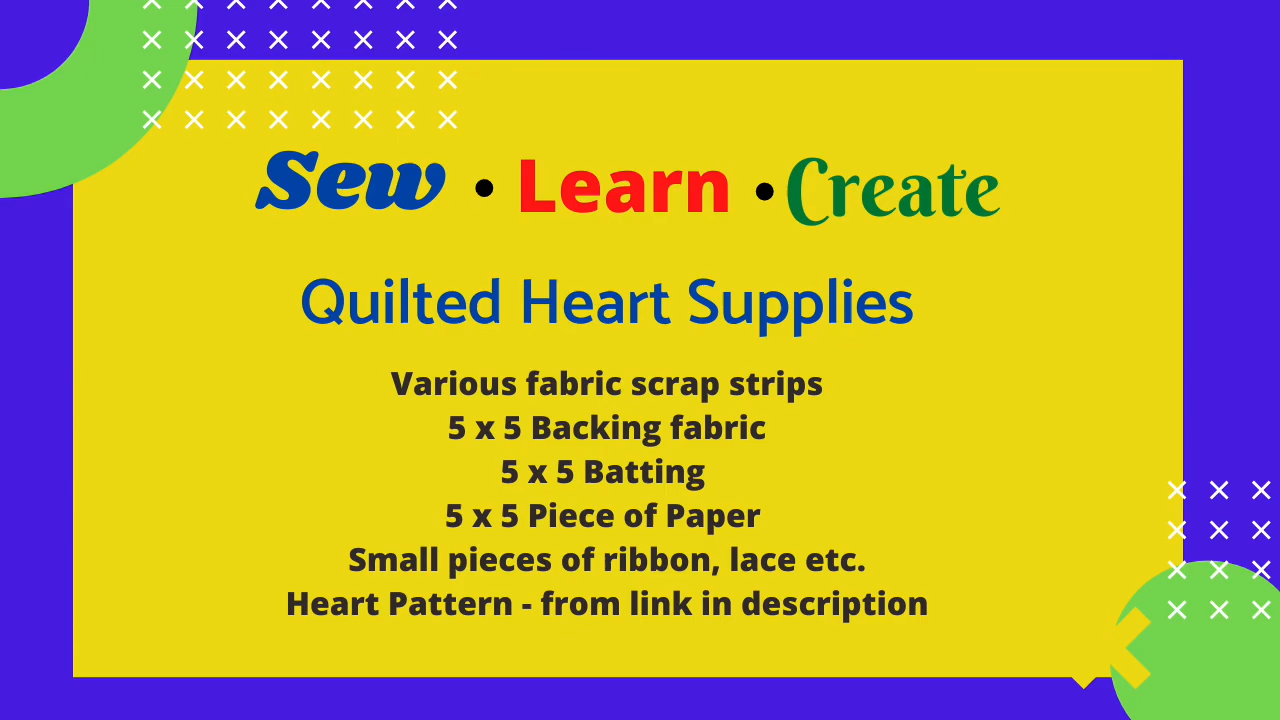 Sew • Learn • Create
Quilted Heart Supplies
Various fabric scrap strips
5 x 5 Backing fabric
5 x 5 Batting
5 x 5 Piece of Paper
Small pieces of ribbon, lace etc.
Heart Pattern - from link in description